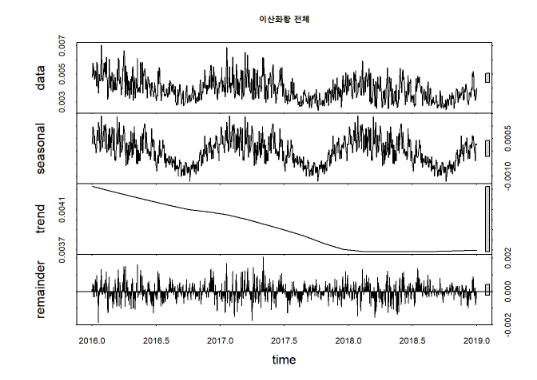 이산화황 전체
data
0.003 0.005 0.007
seasonal
-0.0010 0.0005
trend
0.0037 0.0041
remainder
-0.002 0.000 0.002
2016.0 2016.5 2017.0 2017.5 2018.0 2018.5 2019.0
time